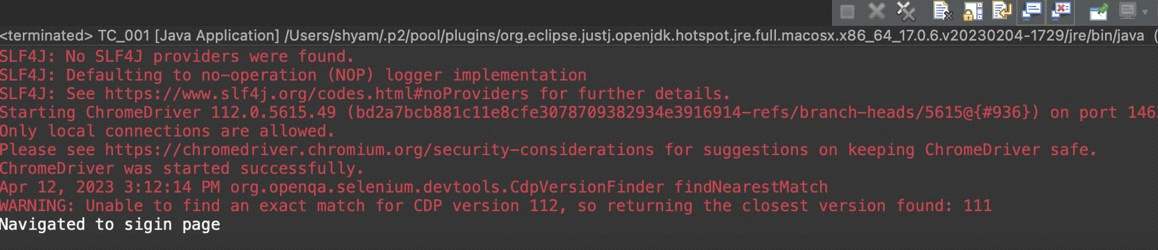 <terminated> TC_001 [Java Application] /Users/shyam/.p2/pool/plugins/org.eclipse.justj.openjdk.hotspot.jre.full.macosx.x86_64_17.0.6.v20230204-1729/jre/bin/java (
SLF4J: No SLF4J providers were found.
SLF4J: Defaulting to no-operation (NOP) logger implementation
SLF4J: See https://www.slf4j.org/codes.html#noProviders for further details.
Starting ChromeDriver 112.0.5615.49 (bd2a7bcb881c11e8cfe3078709382934e3916914-refs/branch-heads/5615@{#936}) on port 146
Only local connections are allowed.
Please see https://chromedriver.chromium.org/security-considerations for suggestions on keeping ChromeDriver safe.
ChromeDriver was started successfully.
Apr 12, 2023 3:12:14 PM org.openqa.selenium.devtools.CdpVersionFinder findNearestMatch
WARNING: Unable to find an exact match for CDP version 112, so returning the closest version found: 111
Navigated to sigin page